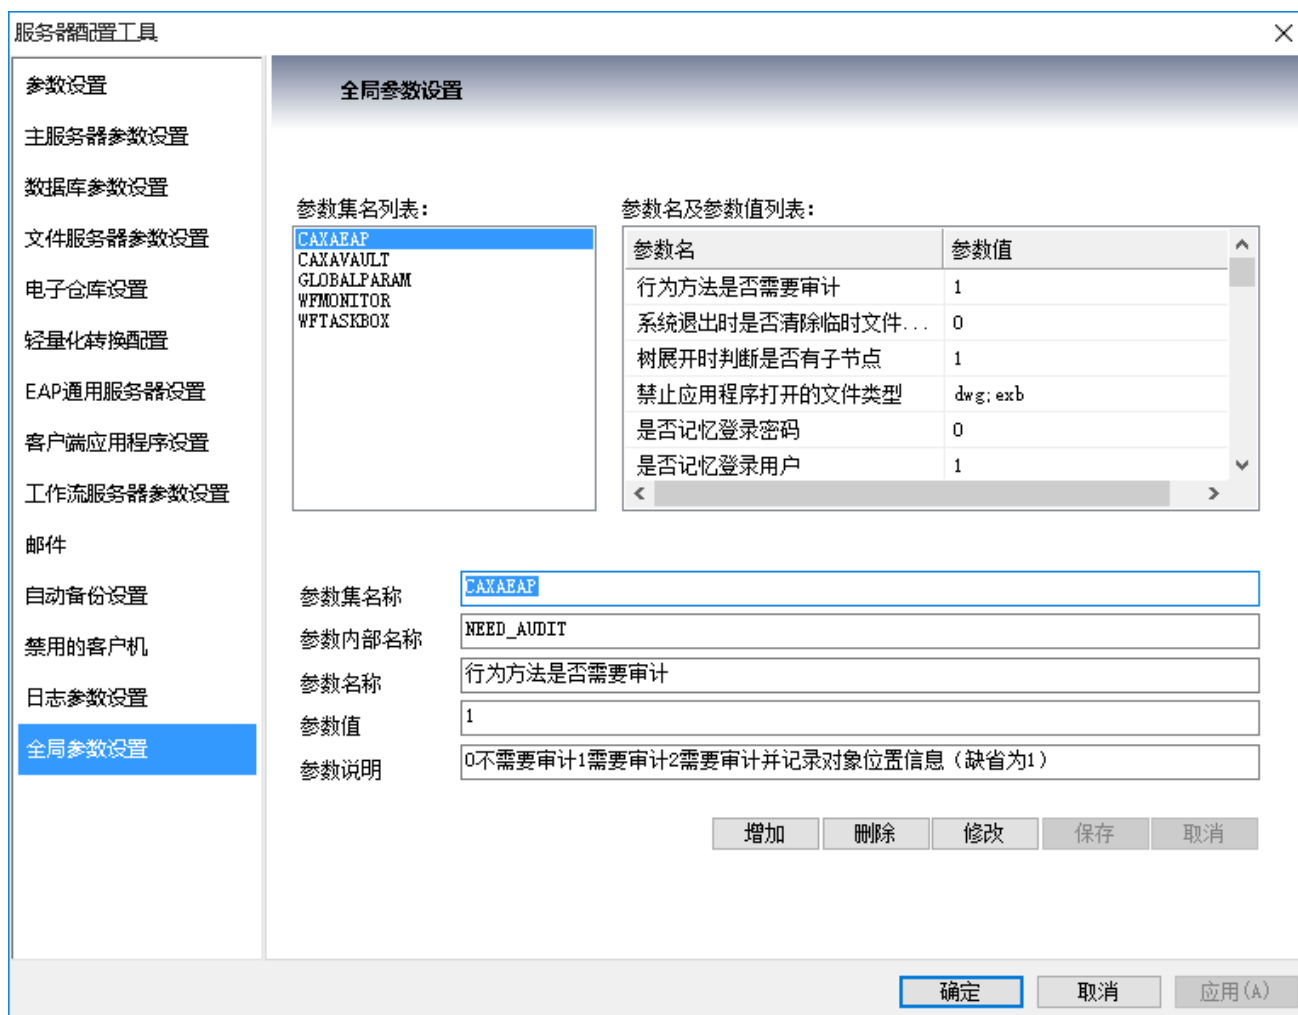 服务器配置工具
参数设置
主服务器参数设置
数据库参数设置
文件服务器参数设置
电子仓库设置
轻量化转换配置
EAP通用服务器设置
客户端应用程序设置
工作流服务器参数设置
邮件
自动备份设置
禁用的客户机
日志参数设置
全局参数设置
全局参数设置
参数集名列表：
CAXAEAP
CAXAVAULT
GLOBALPARAM
WFMONITOR
WFTASKBOX
参数名及参数值列表：
参数名 参数值
行为方法是否需要审计 1
系统退出时是否清除临时文件... 0
树展开时判断是否有子节点 1
禁止应用程序打开的文件类型 dwg;exb
是否记忆登录密码 0
是否记忆登录用户 1
参数集名称 CAXAEAP
参数内部名称 NEED_AUDIT
参数名称 行为方法是否需要审计
参数值 1
参数说明 0不需要审计1需要审计2需要审计并记录对象位置信息（缺省为1）
增加 删除 修改 保存 取消
确定 取消 应用(A)